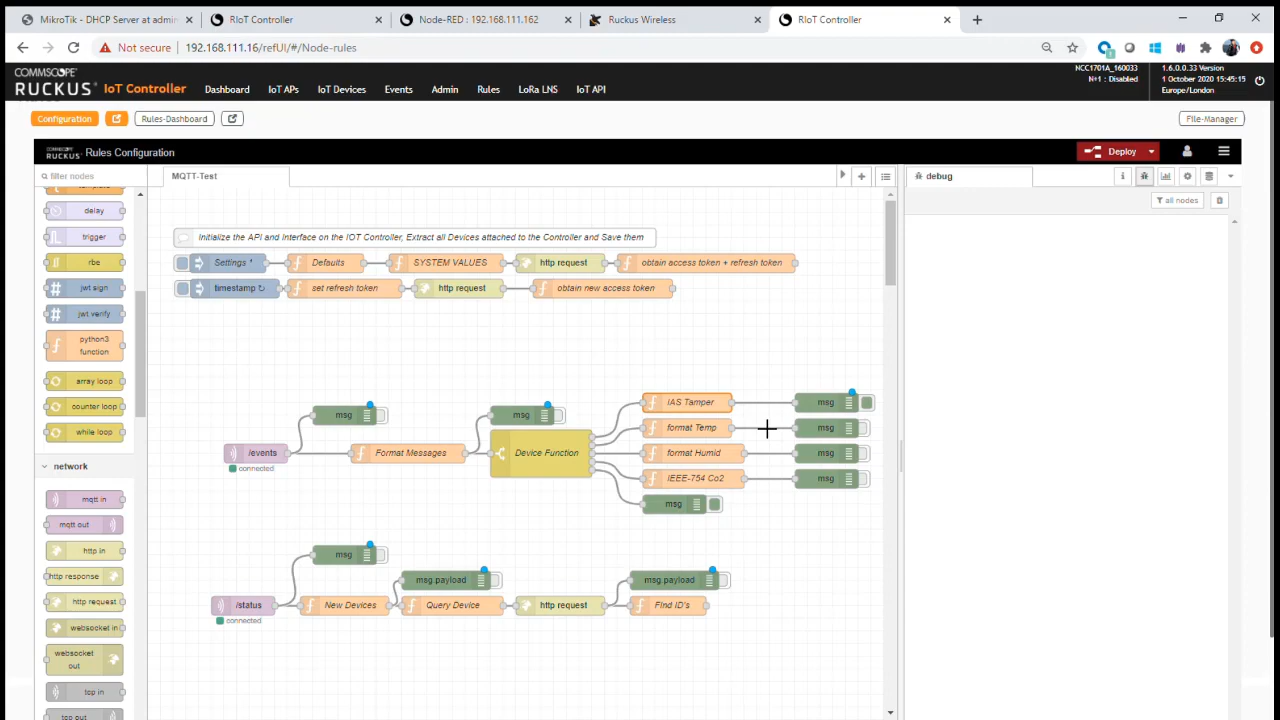 MikroTik - DHCP Server at admin
RIoT Controller
Node-RED : 192.168.111.162
Ruckus Wireless
RIoT Controller
Not secure
192.168.111.16/refUI/#/Node-rules
COMMSCOPE
RUCKUS IoT Controller
Dashboard
IoT APs
IoT Devices
Events
Admin
Rules
LoRa LNS
IoT API
NCC1701A_160033
N+1 : Disabled
1.6.0.0.33 Version
1 October 2020 15:45:15
Europe/London
Configuration
Rules-Dashboard
File-Manager
COMMSCOPE
RUCKUS Rules Configuration
Deploy
filter nodes
MQTT-Test
debug
all nodes
delay
trigger
rbe
jwt sign
jwt verify
python3
function
array loop
counter loop
while loop
network
mqtt in
mqtt out
http in
http response
http request
websocket in
websocket
out
tcp in
tcp out
Initialize the API and Interface on the IOT Controller, Extract all Devices attached to the Controller and Save them
Settings *
Defaults
SYSTEM VALUES
http request
obtain access token + refresh token
timestamp ↻
set refresh token
http request
obtain new access token
msg
msg
IAS Tamper
msg
format Temp
msg
/events
connected
Format Messages
Device Function
format Humid
msg
IEEE-754 Co2
msg
msg
msg
msg.payload
msg.payload
/status
connected
New Devices
Query Device
http request
Find ID's